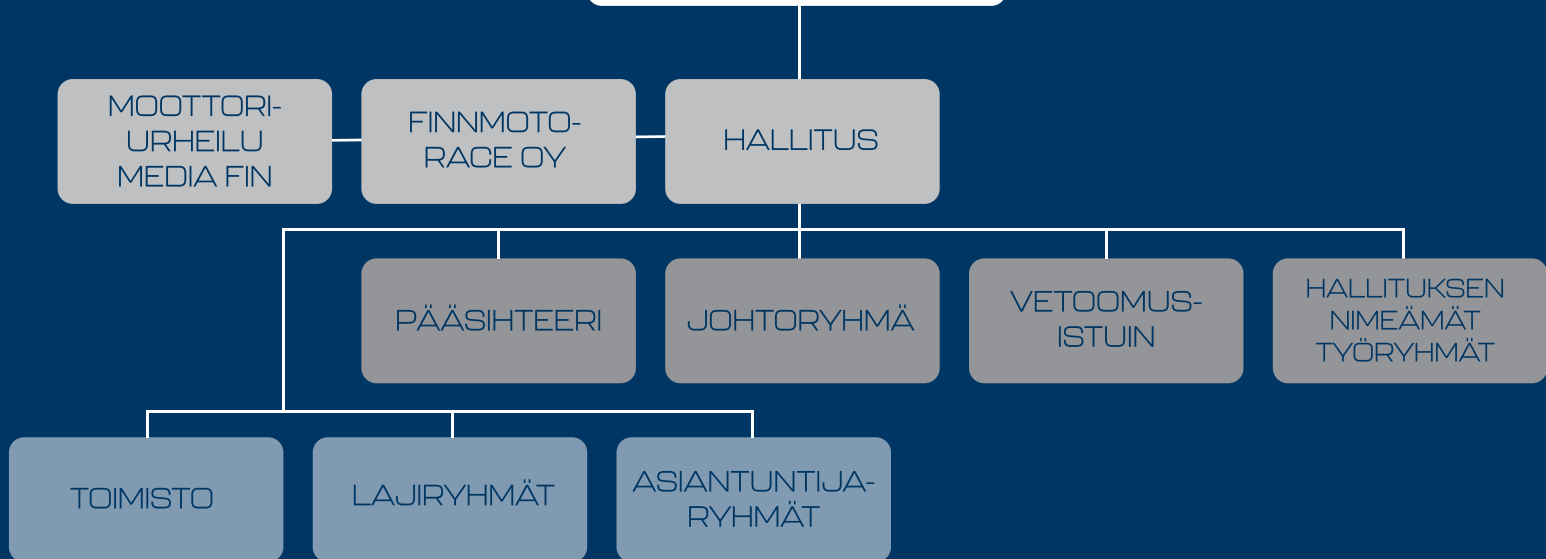 MOOTTORI-
URHEILU
MEDIA FIN
FINNMOTO-
RACE OY
HALLITUS
PÄÄSIHTEERI
JOHTORYHMÄ
VETOOMUS-
ISTUIN
HALLITUKSEN
NIMEÄMÄT
TYÖRYHMÄT
TOIMISTO
LAJIRYHMÄT
ASIANTUNTIJA-
RYHMÄT